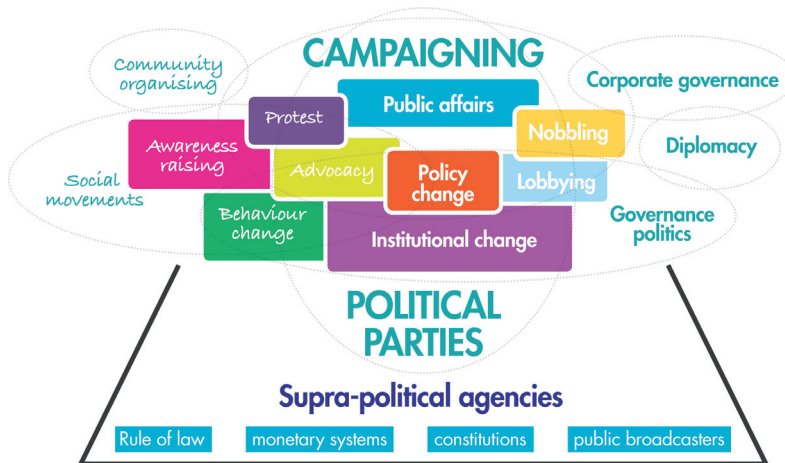 CAMPAIGNING
Community
organising
Corporate governance
Public affairs
Protest
Nobbling
Awareness
raising
Diplomacy
Advocacy
Policy
change
Lobbying
Social
movements
Behaviour
change
Institutional change
Governance
politics
POLITICAL
PARTIES
Supra-political agencies
Rule of law
monetary systems
constitutions
public broadcasters